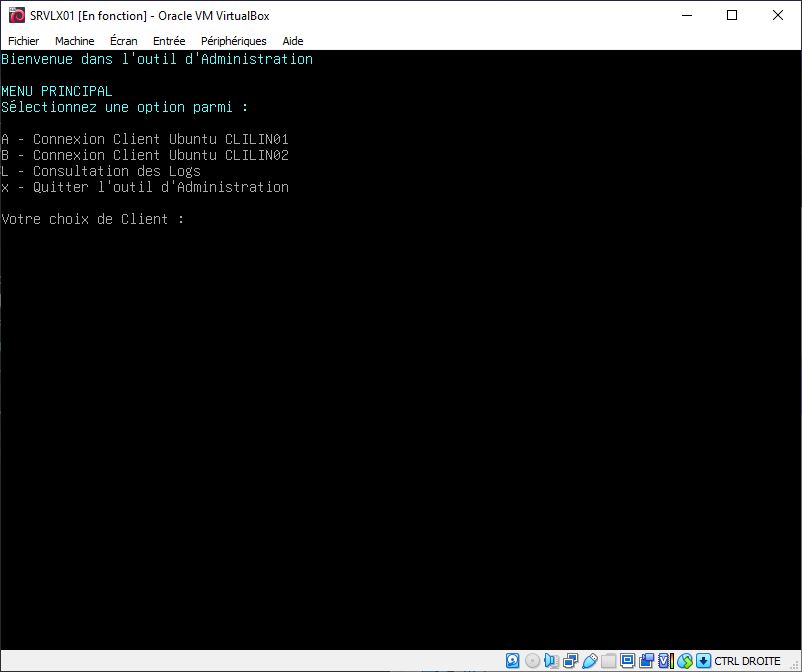 SRVLX01 [En fonction] - Oracle VM VirtualBox
Fichier Machine Écran Entrée Périphériques Aide
Bienvenue dans l'outil d'Administration
MENU PRINCIPAL
Sélectionnez une option parmi :
A - Connexion Client Ubuntu CLILIN01
B - Connexion Client Ubuntu CLILIN02
L - Consultation des Logs
x - Quitter l'outil d'Administration
Votre choix de Client :
CTRL DROITE